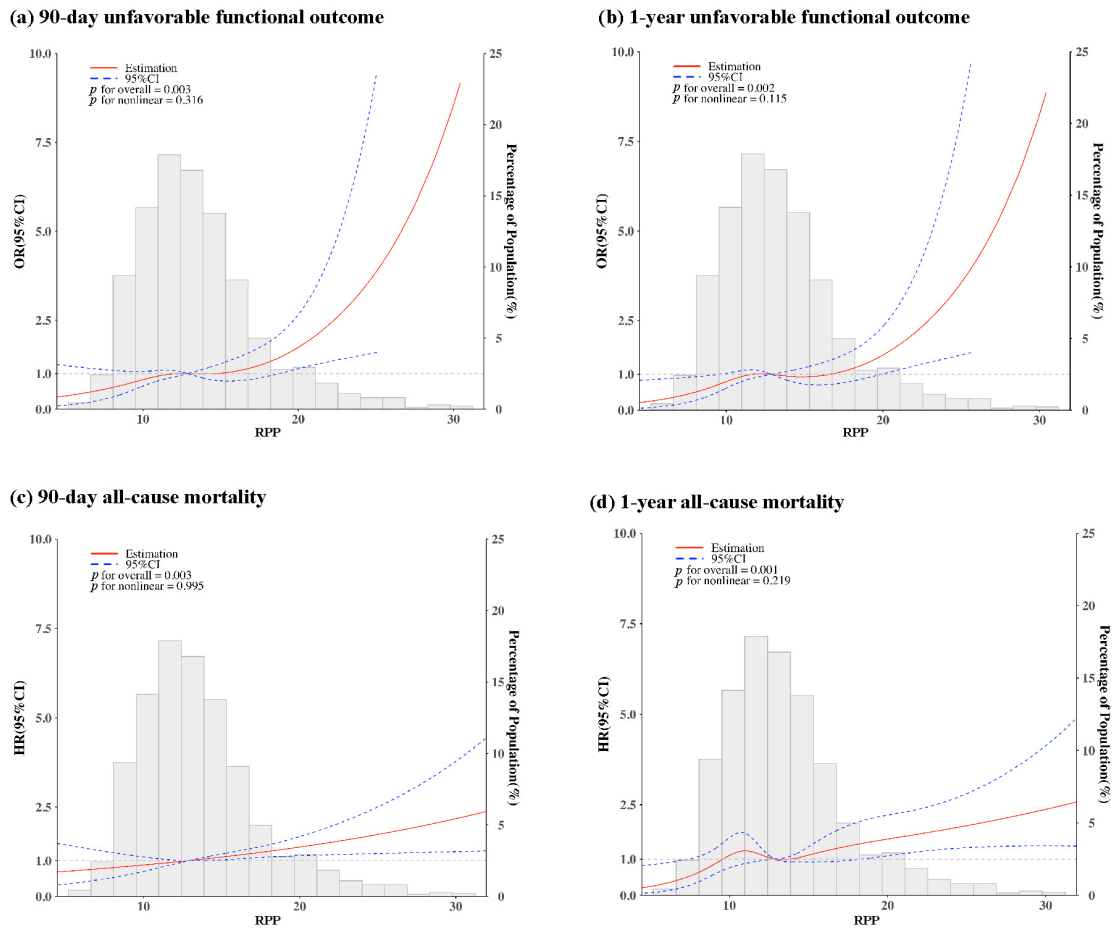 (a) 90-day unfavorable functional outcome
10.0
7.5
5.0
2.5
1.0
0.0
OR(95%CI)
Estimation
95%CI
p for overall = 0.003
p for nonlinear = 0.316
25
20
15
10
5
0
Percentage of Population(%)
10
20
30
RPP
(b) 1-year unfavorable functional outcome
10.0
7.5
5.0
2.5
1.0
0.0
OR(95%CI)
Estimation
95%CI
p for overall = 0.002
p for nonlinear = 0.115
25
20
15
10
5
0
Percentage of Population(%)
10
20
30
RPP
(c) 90-day all-cause mortality
10.0
7.5
5.0
2.5
1.0
0.0
HR(95%CI)
Estimation
95%CI
p for overall = 0.003
p for nonlinear = 0.995
25
20
15
10
5
0
Percentage of Population(%)
10
20
30
RPP
(d) 1-year all-cause mortality
10.0
7.5
5.0
2.5
1.0
0.0
HR(95%CI)
Estimation
95%CI
p for overall = 0.001
p for nonlinear = 0.219
25
20
15
10
5
0
Percentage of Population(%)
10
20
30
RPP